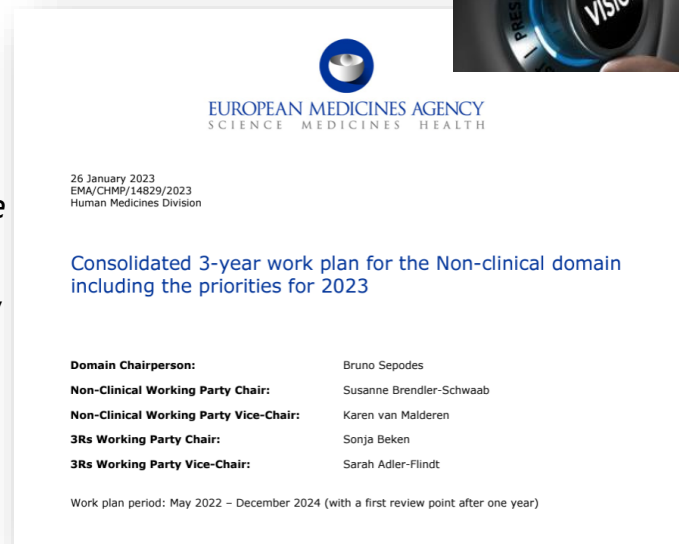 PRES
VISION
EUROPEAN MEDICINES AGENCY
SCIENCE MEDICINES HEALTH
26 January 2023
EMA/CHMP/14829/2023
Human Medicines Division
Consolidated 3-year work plan for the Non-clinical domain
including the priorities for 2023
Domain Chairperson: Bruno Sepodes
Non-Clinical Working Party Chair: Susanne Brendler-Schwaab
Non-Clinical Working Party Vice-Chair: Karen van Malderen
3Rs Working Party Chair: Sonja Beken
3Rs Working Party Vice-Chair: Sarah Adler-Flindt
Work plan period: May 2022 – December 2024 (with a first review point after one year)